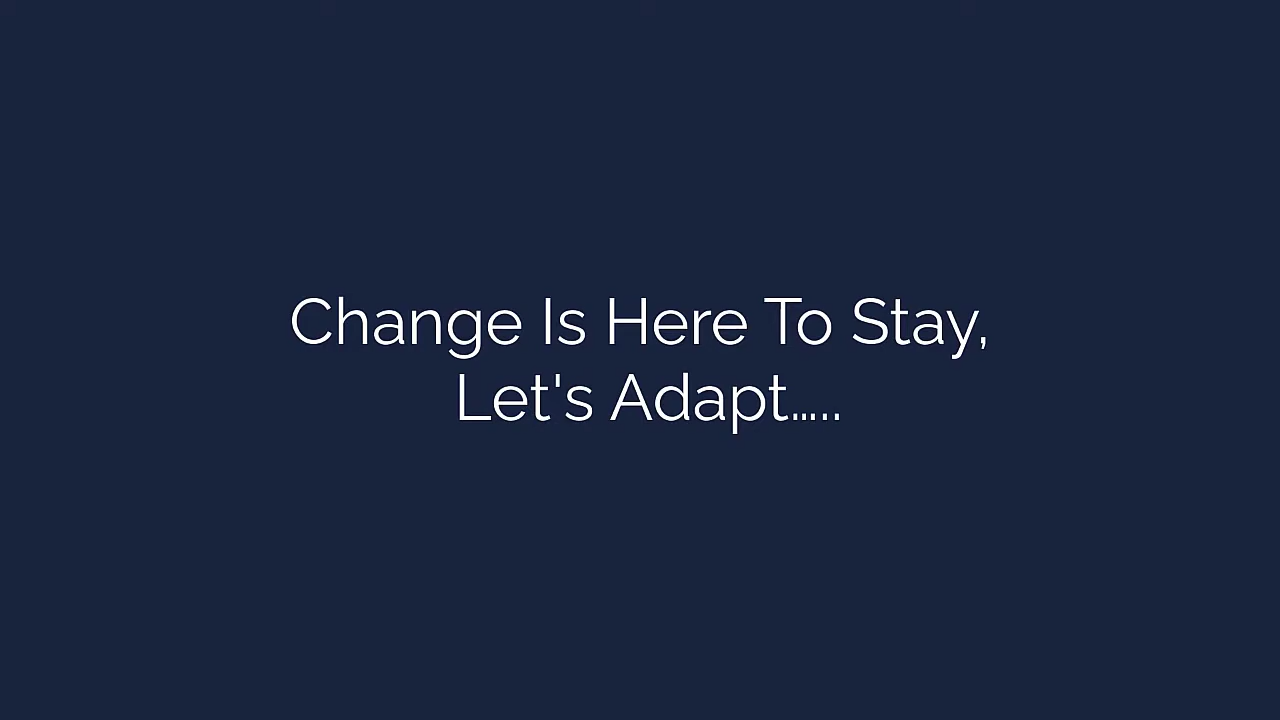 Change Is Here To Stay,
Let's Adapt.....